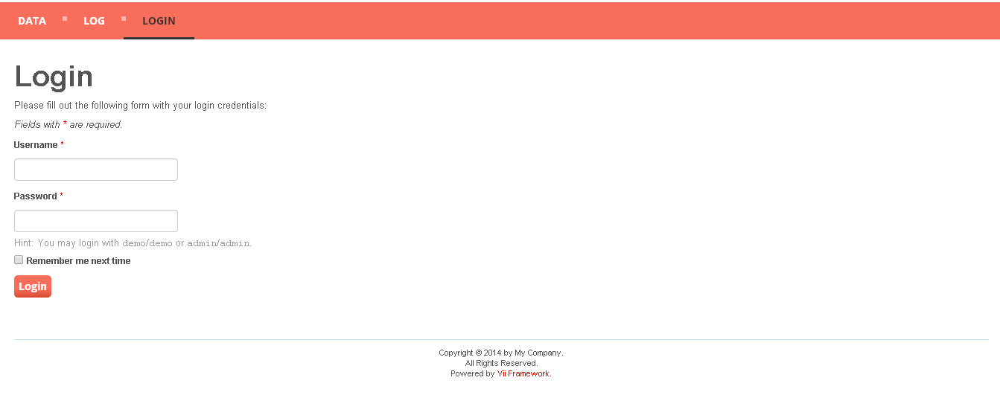 DATA LOG LOGIN
Login
Please fill out the following form with your login credentials:
Fields with * are required.
Username *
Password *
Hint: You may login with demo/demo or admin/admin.
Remember me next time
Login
Copyright © 2014 by My Company.
All Rights Reserved.
Powered by Yii Framework.